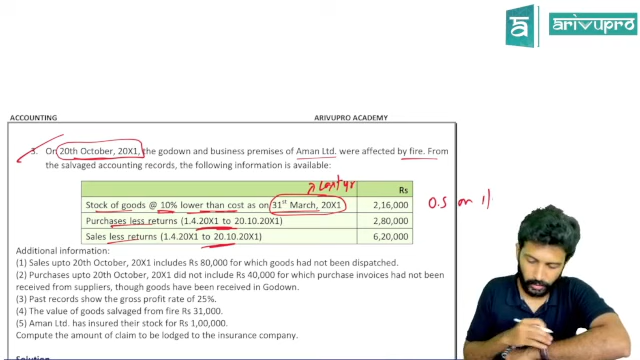 ARIVUPRO
ACCOUNTING ARIVUPRO ACADEMY
3. On 20th October, 20X1, the godown and business premises of Aman Ltd. were affected by fire. From
the salvaged accounting records, the following information is available:
Rs
Stock of goods @ 10% lower than cost as on 31st March, 20X1 2,16,000
Purchases less returns (1.4.20X1 to 20.10.20X1) 2,80,000
Sales less returns (1.4.20X1 to 20.10.20X1) 6,20,000
O.S on 1/
Additional information:
(1) Sales upto 20th October, 20X1 includes Rs 80,000 for which goods had not been dispatched.
(2) Purchases upto 20th October, 20X1 did not include Rs 40,000 for which purchase invoices had not been
received from suppliers, though goods have been received in Godown.
(3) Past records show the gross profit rate of 25%.
(4) The value of goods salvaged from fire Rs 31,000.
(5) Aman Ltd. has insured their stock for Rs 1,00,000.
Compute the amount of claim to be lodged to the insurance company.
Solution